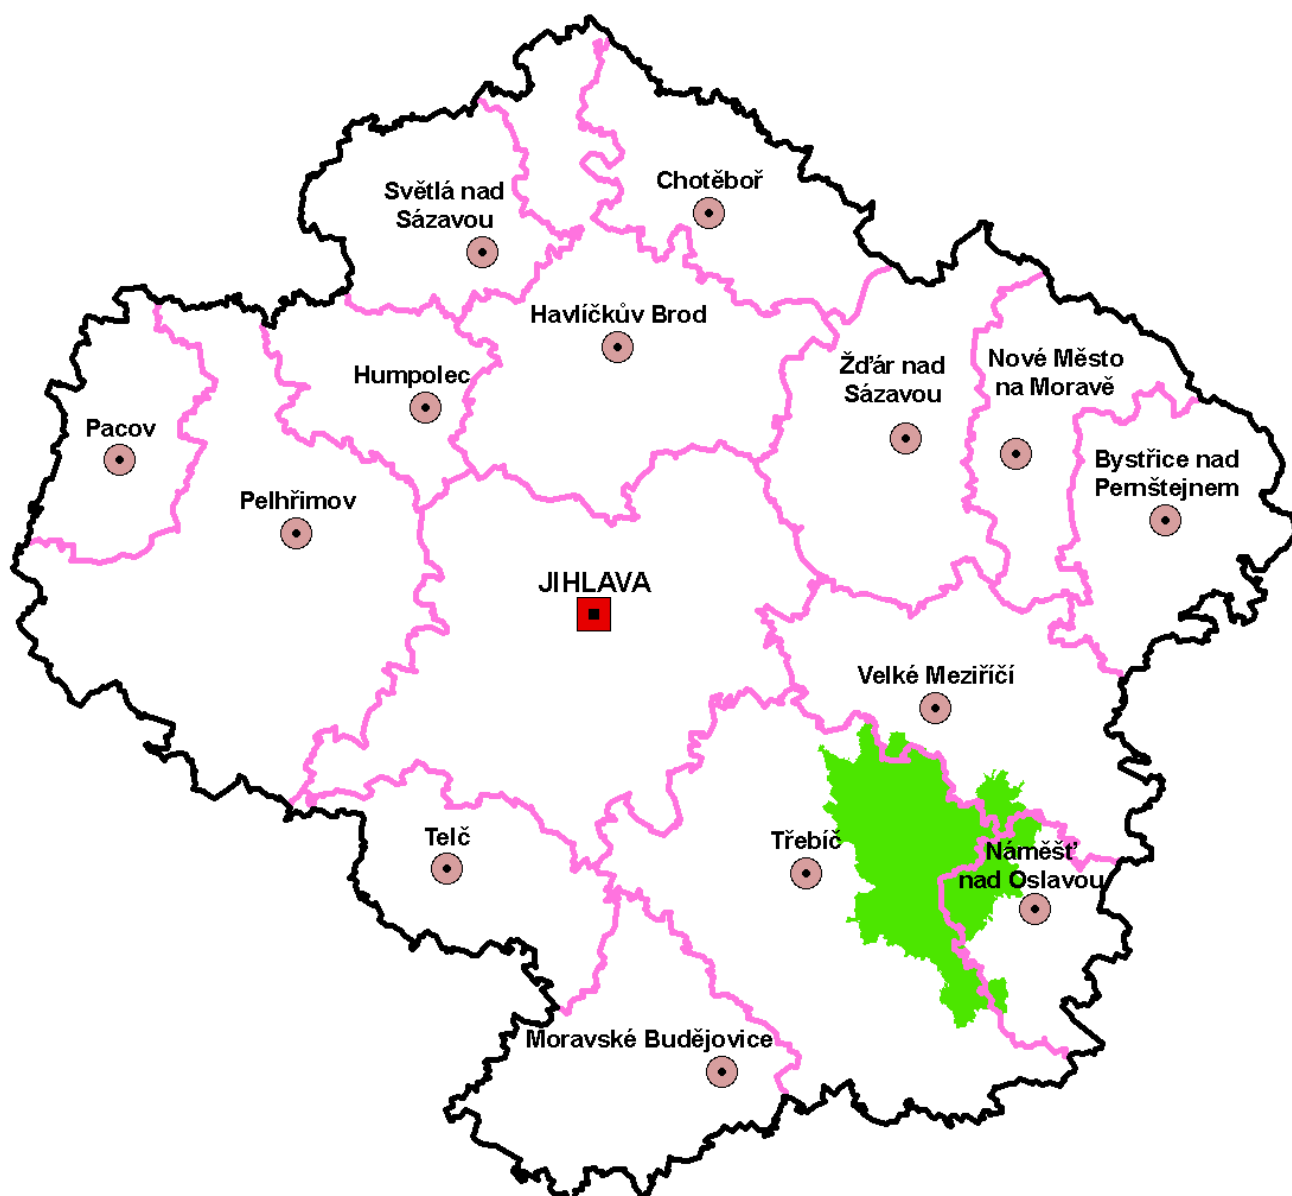 Chotěboř
Světlá nad
Sázavou
Havlíčkův Brod
Žďár nad
Sázavou
Nové Město
na Moravě
Humpolec
Pacov
Bystřice nad
Pernštejnem
Pelhřimov
JIHLAVA
Velké Meziříčí
Telč
Třebíč
Náměšť
nad Oslavou
Moravské Budějovice